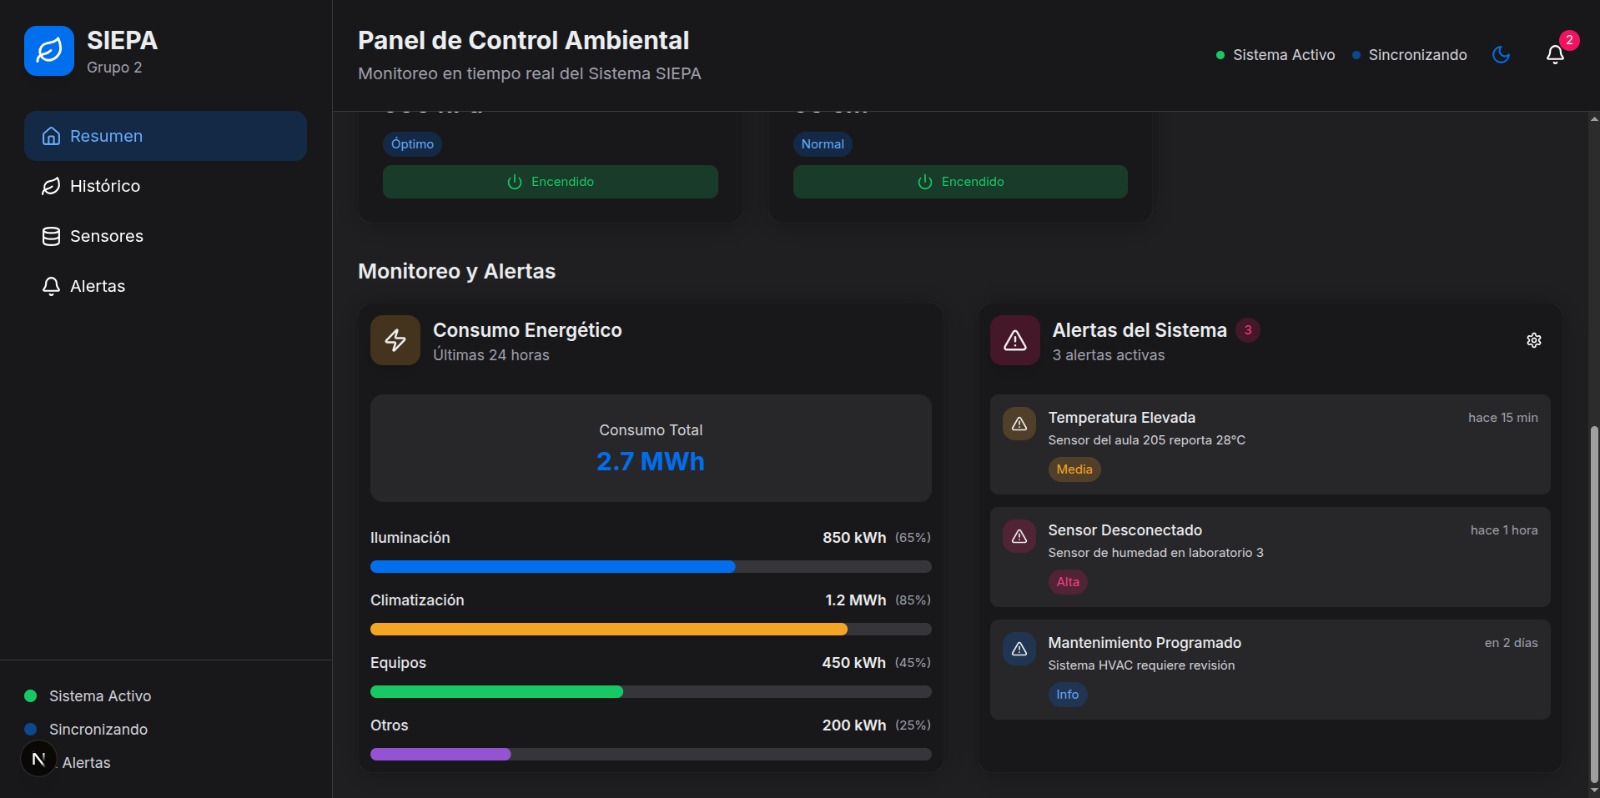 SIEPA
Grupo 2
Resumen
Histórico
Sensores
Alertas
Sistema Activo
Sincronizando
Alertas
N
Panel de Control Ambiental
Monitoreo en tiempo real del Sistema SIEPA
Sistema Activo
Sincronizando
2
Óptimo
Encendido
Normal
Encendido
Monitoreo y Alertas
Consumo Energético
Últimas 24 horas
Consumo Total
2.7 MWh
Iluminación 850 kWh (65%)
Climatización 1.2 MWh (85%)
Equipos 450 kWh (45%)
Otros 200 kWh (25%)
Alertas del Sistema 3
3 alertas activas
Temperatura Elevada hace 15 min
Sensor del aula 205 reporta 28°C
Media
Sensor Desconectado hace 1 hora
Sensor de humedad en laboratorio 3
Alta
Mantenimiento Programado en 2 días
Sistema HVAC requiere revisión
Info